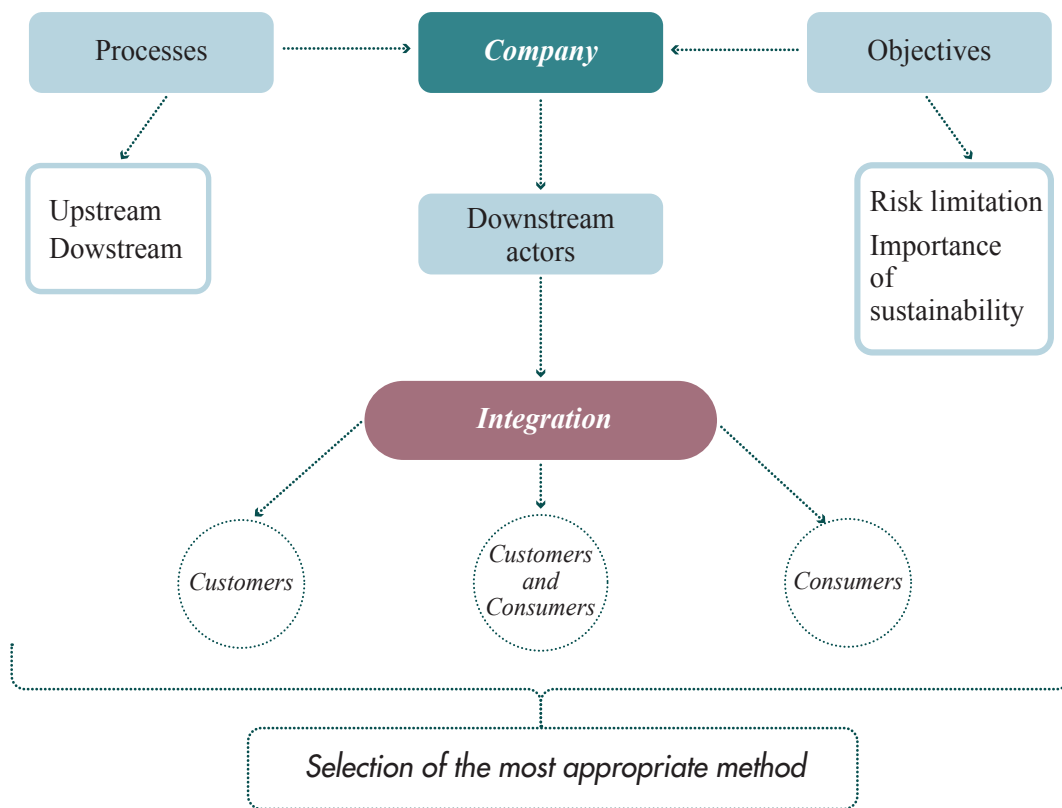 Processes
Company
Objectives
Upstream
Dowstream
Downstream
actors
Risk limitation
Importance
of
sustainability
Integration
Customers
Customers
and
Consumers
Consumers
Selection of the most appropriate method